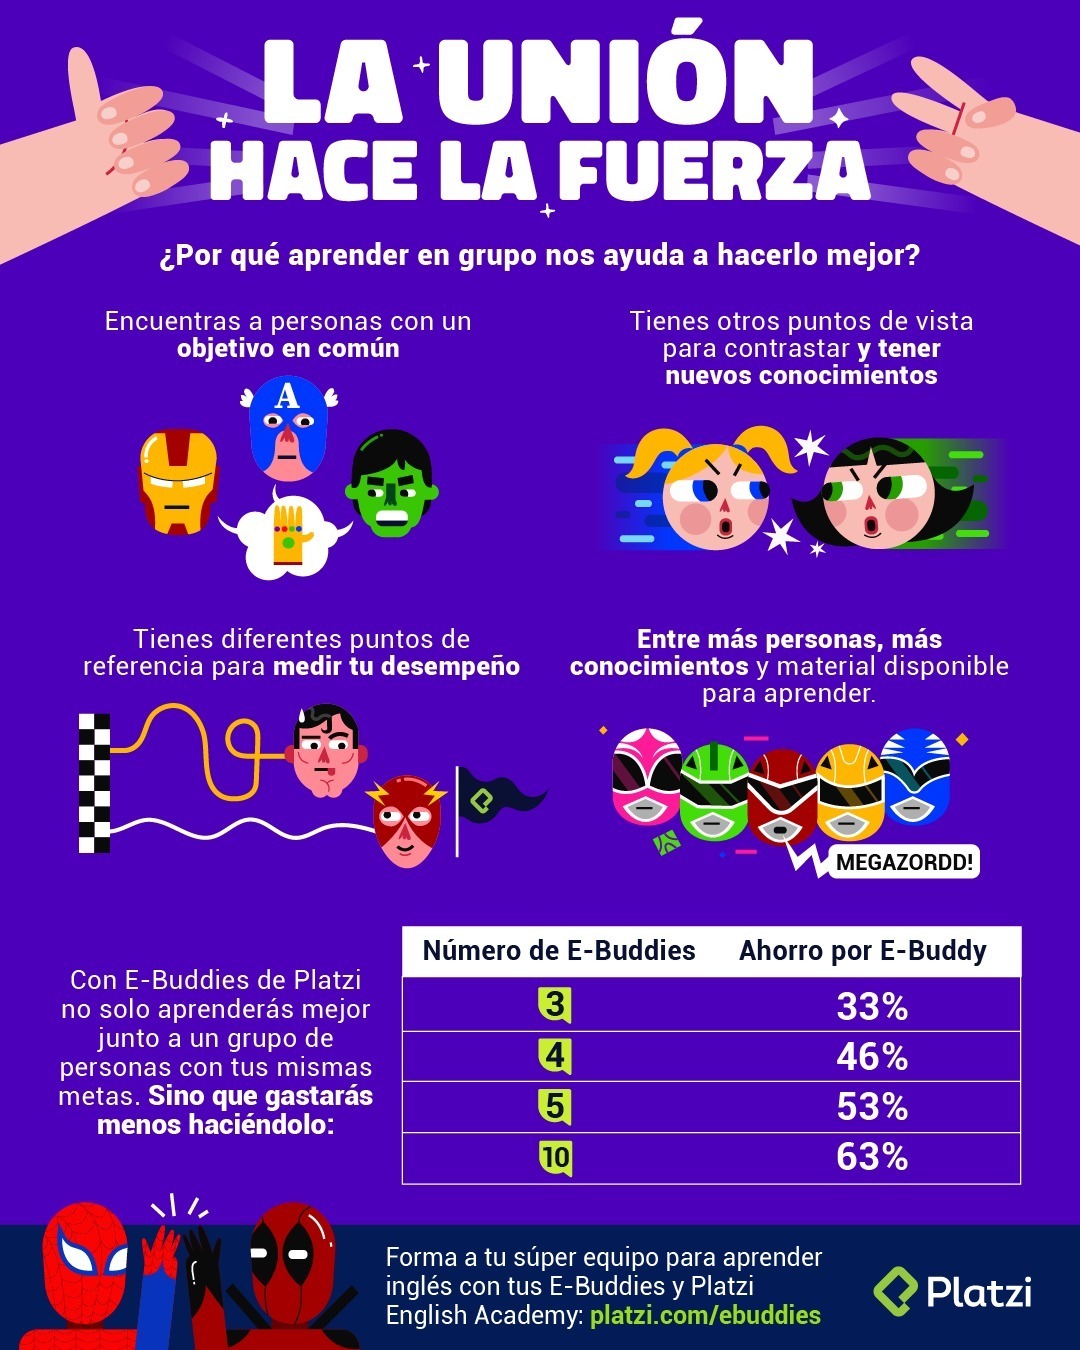 LA UNIÓN
HACE LA FUERZA
¿Por qué aprender en grupo nos ayuda a hacerlo mejor?
Encuentras a personas con un
objetivo en común
A
Tienes otros puntos de vista
para contrastar y tener
nuevos conocimientos
Tienes diferentes puntos de
referencia para medir tu desempeño
Entre más personas, más
conocimientos y material disponible
para aprender.
MEGAZORDD!
Con E-Buddies de Platzi
no solo aprenderás mejor
junto a un grupo de
personas con tus mismas
metas. Sino que gastarás
menos haciéndolo:
Número de E-Buddies Ahorro por E-Buddy
3 33%
4 46%
5 53%
10 63%
Forma a tu súper equipo para aprender
inglés con tus E-Buddies y Platzi
English Academy: platzi.com/ebuddies
Platzi